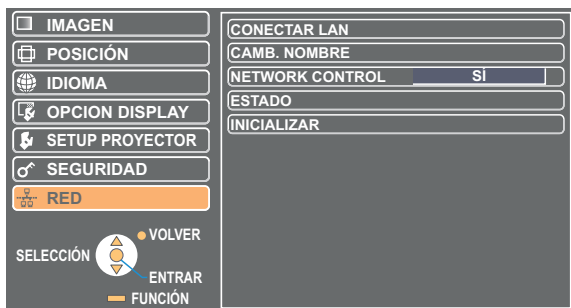 IMAGEN
POSICIÓN
IDIOMA
OPCION DISPLAY
SETUP PROYECTOR
SEGURIDAD
RED
VOLVER
SELECCIÓN
ENTRAR
FUNCIÓN
CONECTAR LAN
CAMB. NOMBRE
NETWORK CONTROL SÍ
ESTADO
INICIALIZAR